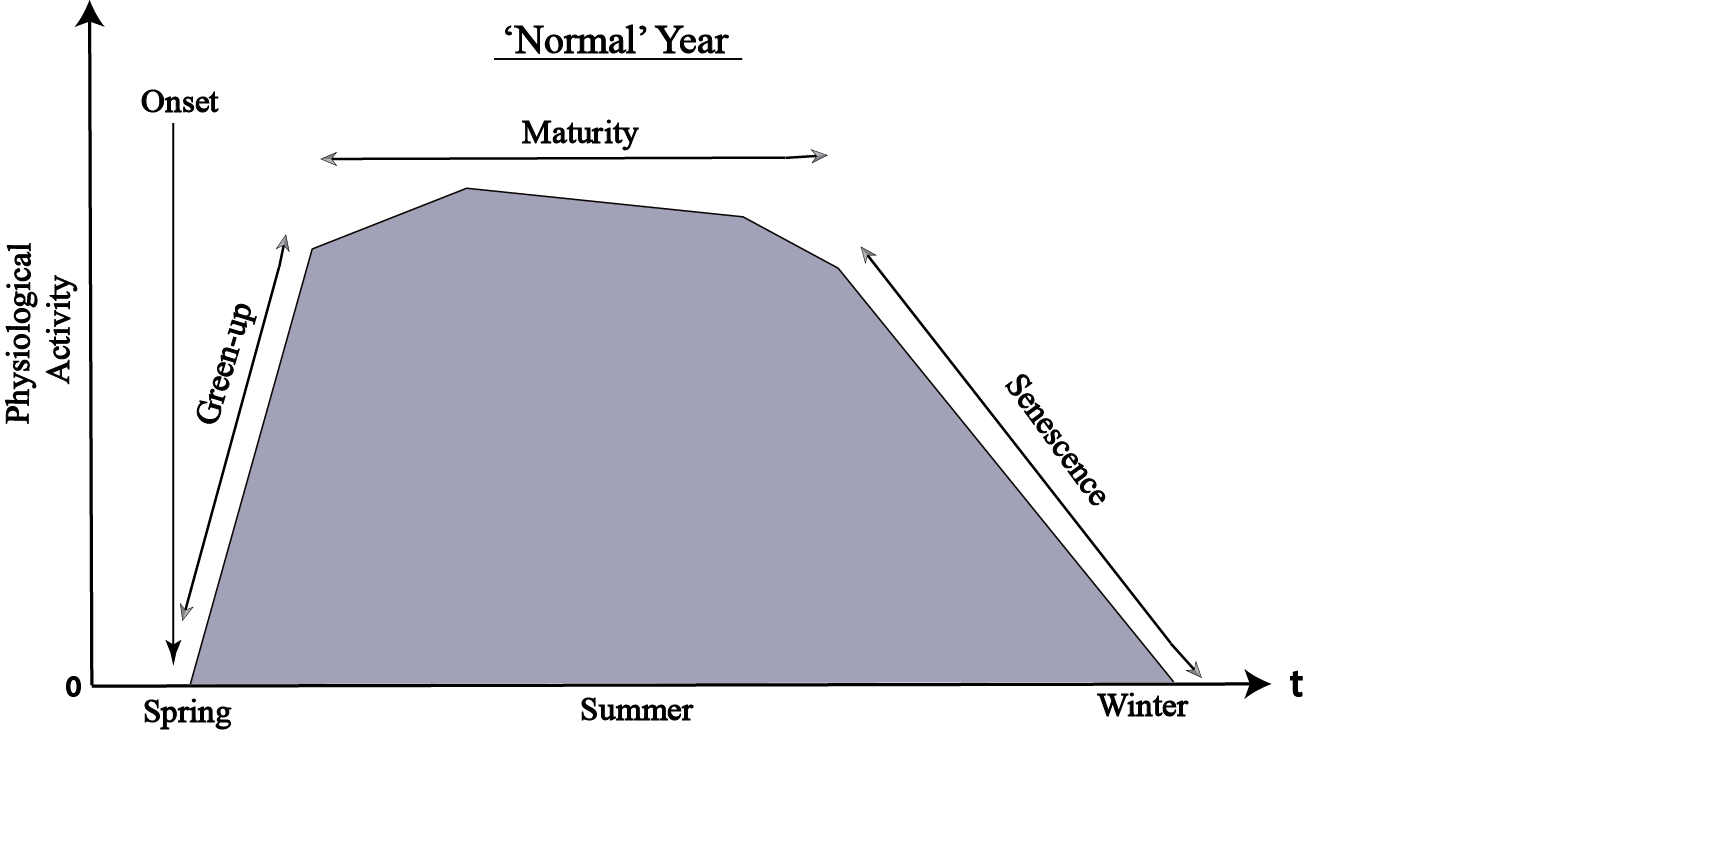 ‘Normal’ Year
Onset
Maturity
Physiological
Activity
Green-up
Senescence
0
t
Spring
Summer
Winter